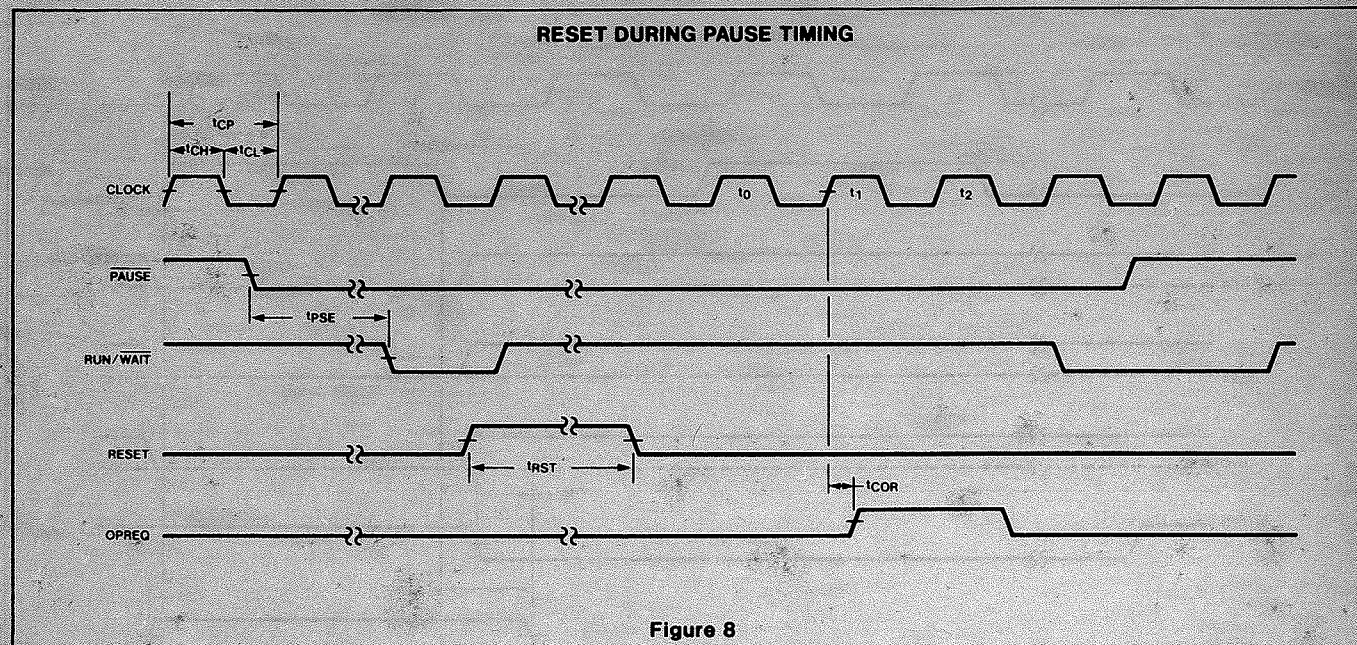 RESET DURING PAUSE TIMING
tCP
tCH tCL
CLOCK
t0 t1 t2
PAUSE
tPSE
RUN/WAIT
RESET
tRST
tCOR
OPREQ
Figure 8